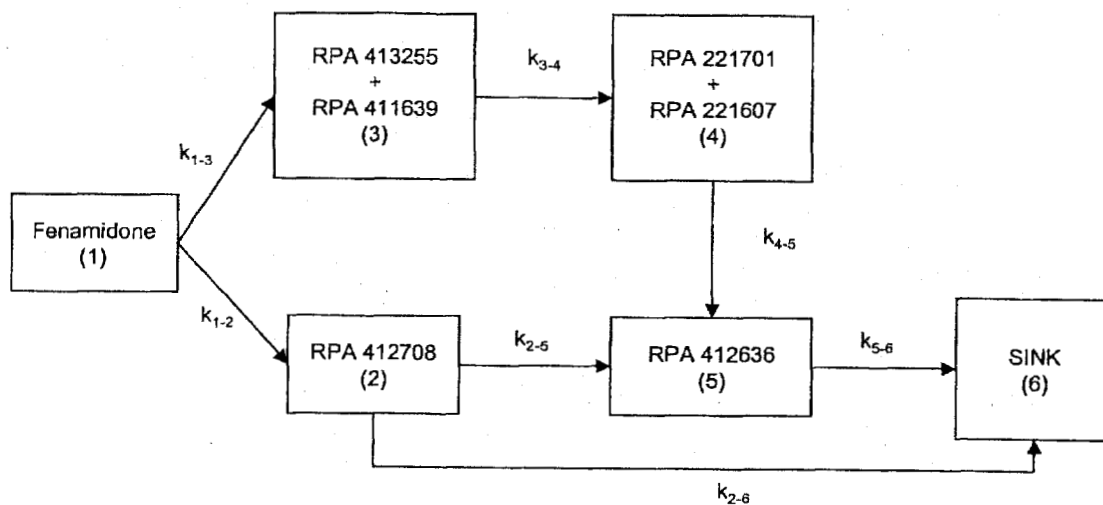 RPA 413255
+
RPA 411639
(3)
k3-4
RPA 221701
+
RPA 221607
(4)
k1-3
Fenamidone
(1)
k4-5
k1-2
RPA 412708
(2)
k2-5
RPA 412636
(5)
k5-6
SINK
(6)
k2-6